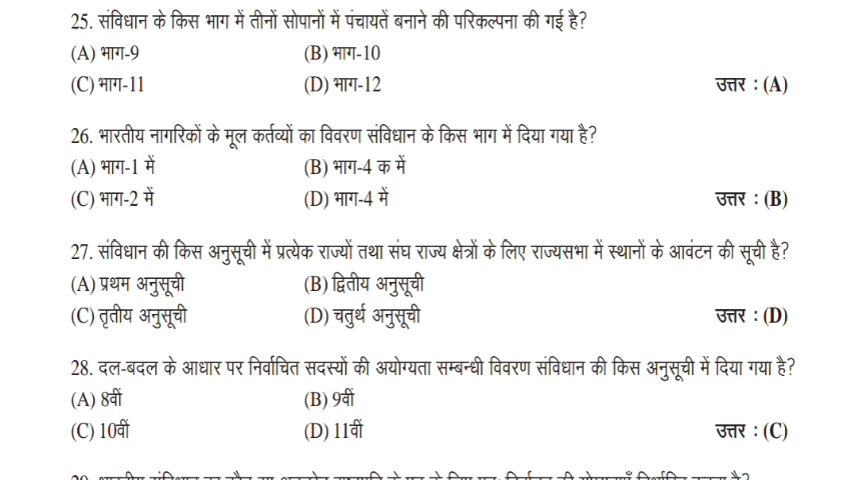 25. संविधान के किस भाग में तीनों सोपानों में पंचायतें बनाने की परिकल्पना की गई है?
(A) भाग-9 (B) भाग-10
(C) भाग-11 (D) भाग-12 उत्तर : (A)
26. भारतीय नागरिकों के मूल कर्तव्यों का विवरण संविधान के किस भाग में दिया गया है?
(A) भाग-1 में (B) भाग-4 क में
(C) भाग-2 में (D) भाग-4 में उत्तर : (B)
27. संविधान की किस अनुसूची में प्रत्येक राज्यों तथा संघ राज्य क्षेत्रों के लिए राज्यसभा में स्थानों के आवंटन की सूची है?
(A) प्रथम अनुसूची (B) द्वितीय अनुसूची
(C) तृतीय अनुसूची (D) चतुर्थ अनुसूची उत्तर : (D)
28. दल-बदल के आधार पर निर्वाचित सदस्यों की अयोग्यता सम्बन्धी विवरण संविधान की किस अनुसूची में दिया गया है?
(A) 8वीं (B) 9वीं
(C) 10वीं (D) 11वीं उत्तर : (C)